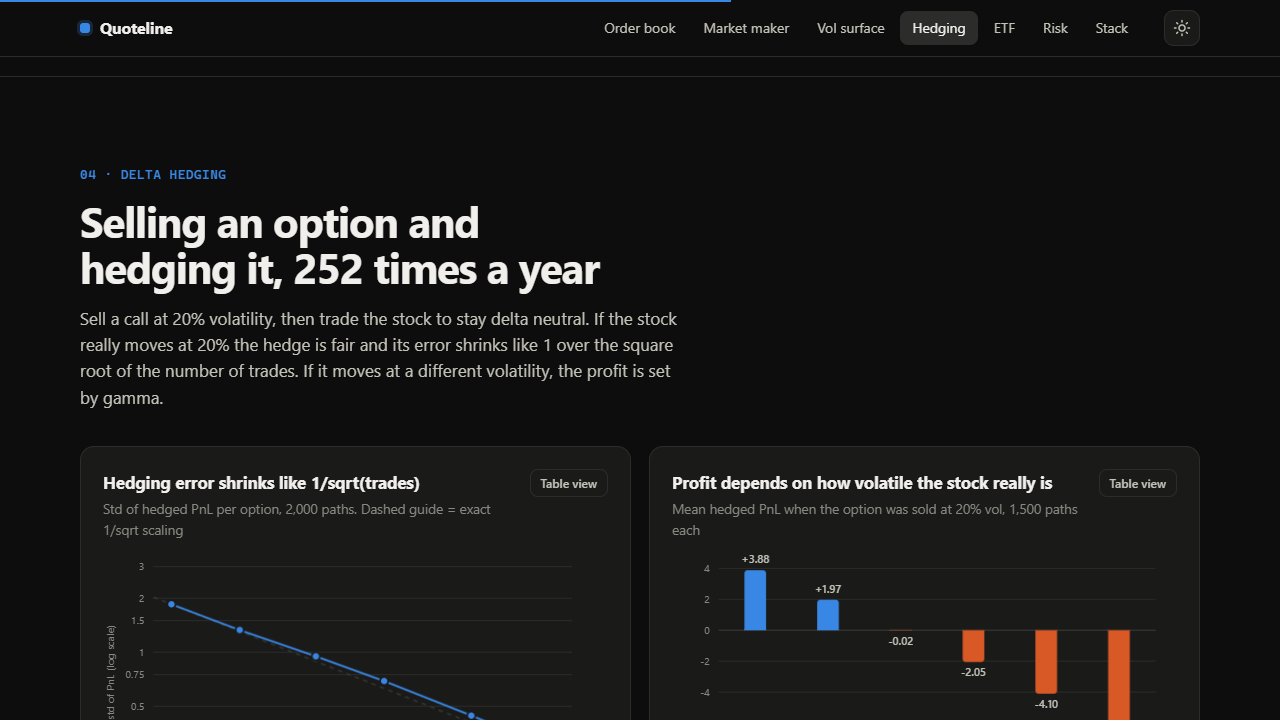 Quoteline
Order book
Market maker
Vol surface
Hedging
ETF
Risk
Stack
04 · DELTA HEDGING
Selling an option and
hedging it, 252 times a year
Sell a call at 20% volatility, then trade the stock to stay delta neutral. If the stock
really moves at 20% the hedge is fair and its error shrinks like 1 over the square
root of the number of trades. If it moves at a different volatility, the profit is set
by gamma.
Hedging error shrinks like 1/sqrt(trades)
Table view
Std of hedged PnL per option, 2,000 paths. Dashed guide = exact
1/sqrt scaling
3
2
1.5
1
0.75
0.5
std of PnL (log scale)
Profit depends on how volatile the stock really is
Table view
Mean hedged PnL when the option was sold at 20% vol, 1,500 paths
each
4
2
0
-2
-4
+3.88
+1.97
-0.02
-2.05
-4.10